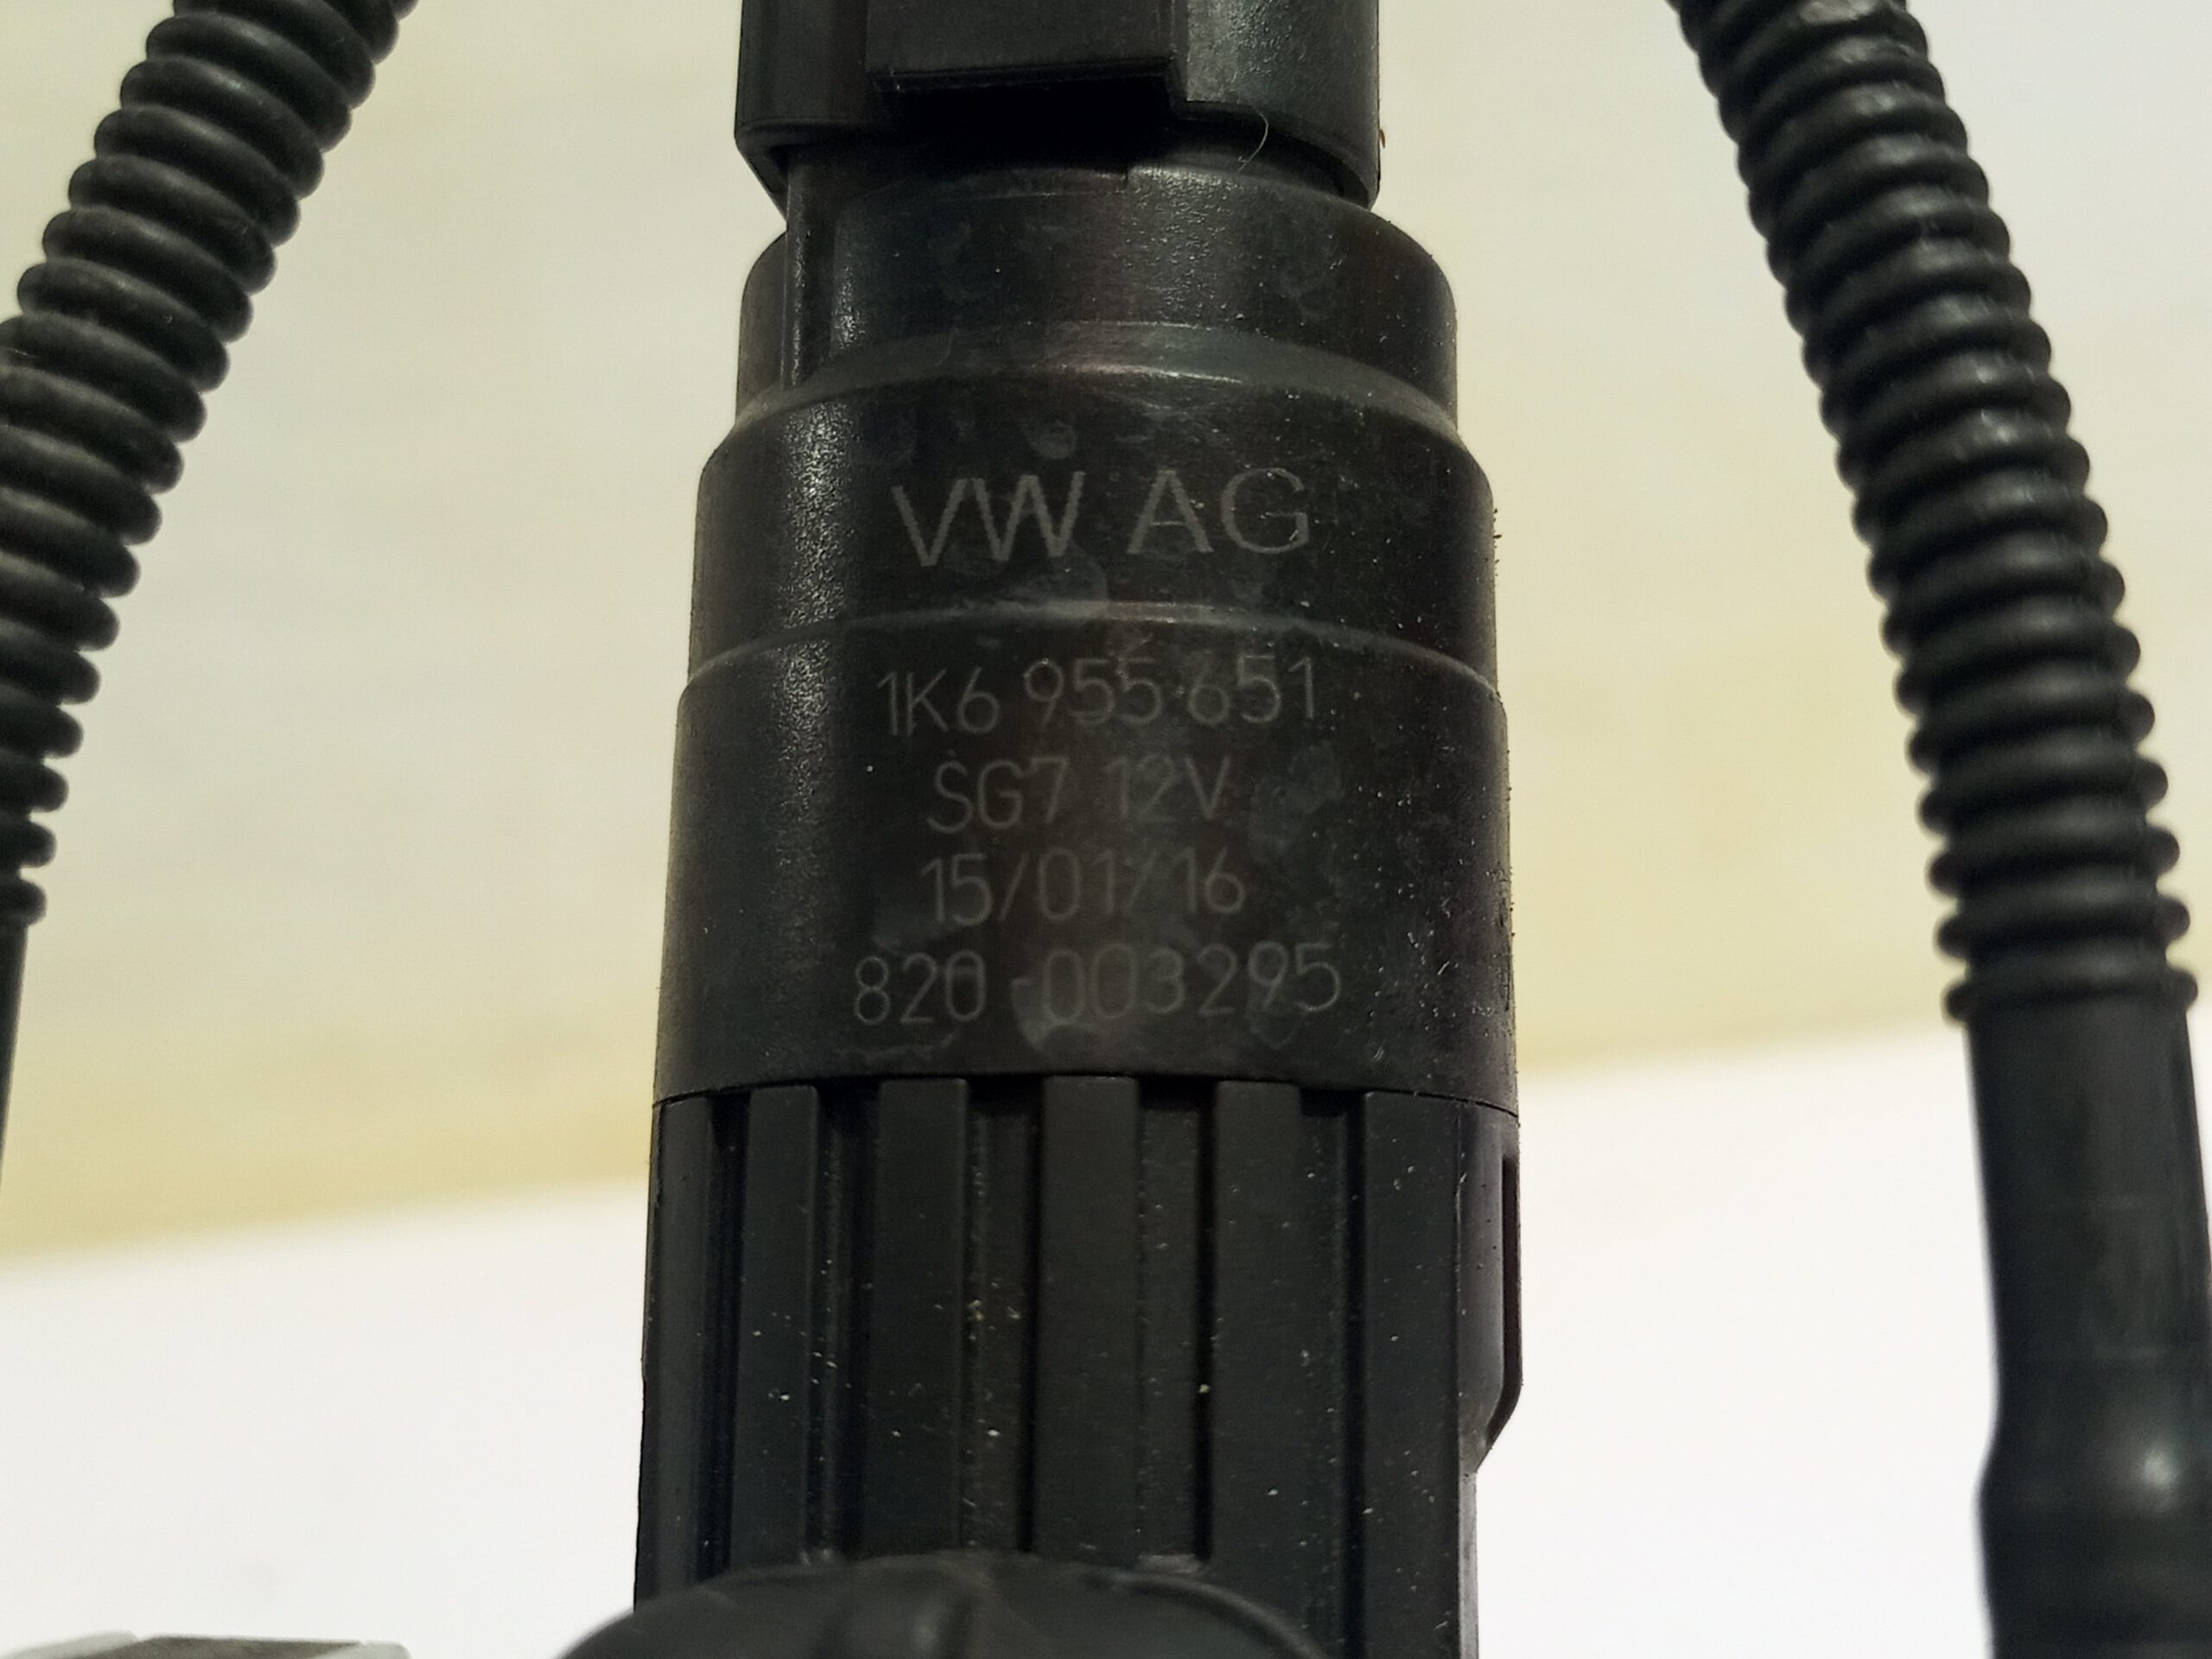 VW AG
1K6 955 651
SG7 12V
15/01/16
820-003295